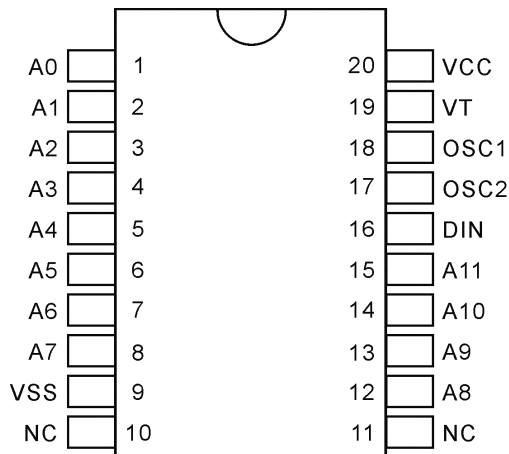 A0 1 20 VCC
A1 2 19 VT
A2 3 18 OSC1
A3 4 17 OSC2
A4 5 16 DIN
A5 6 15 A11
A6 7 14 A10
A7 8 13 A9
VSS 9 12 A8
NC 10 11 NC